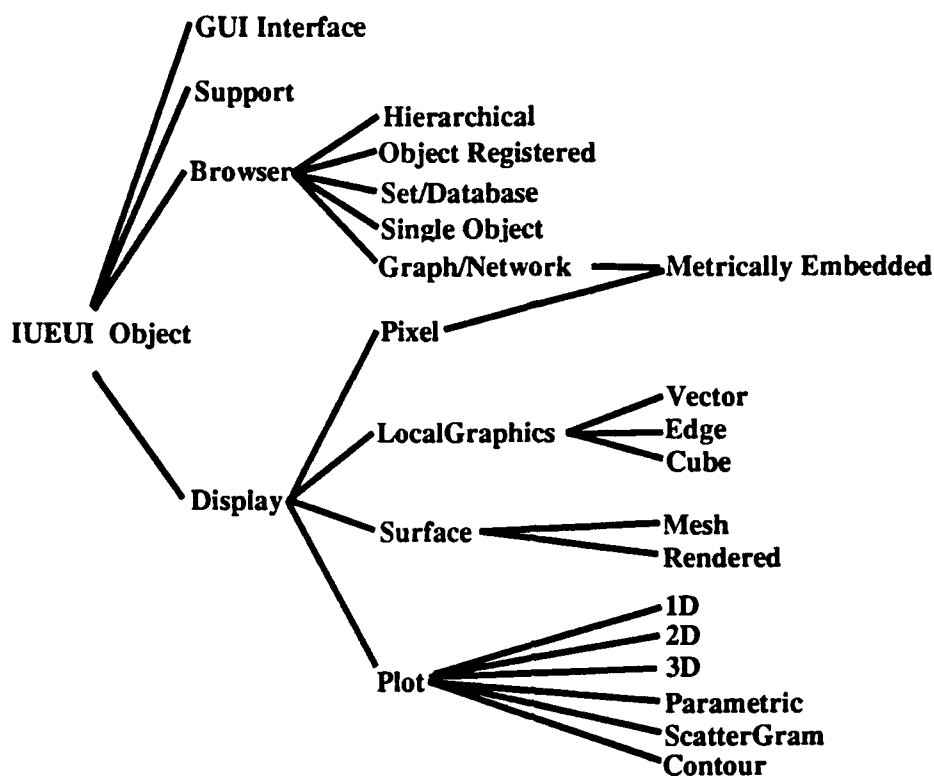 GUI Interface
Support
Hierarchical
Object Registered
Browser
Set/Database
Single Object
Graph/Network
Metrically Embedded
IUEUI Object
Pixel
Vector
LocalGraphics
Edge
Cube
Display
Surface
Mesh
Rendered
1D
2D
3D
Plot
Parametric
ScatterGram
Contour